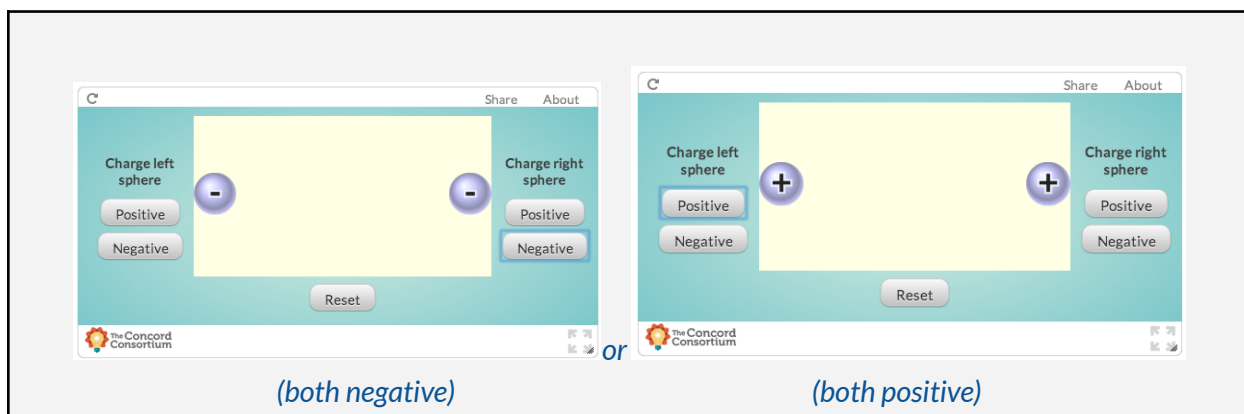 Share About
Charge left
sphere
Positive
Negative
-
-
Charge right
sphere
Positive
Negative
Reset
The Concord
Consortium
(both negative)
or
Share About
Charge left
sphere
Positive
Negative
+
+
Charge right
sphere
Positive
Negative
Reset
The Concord
Consortium
(both positive)